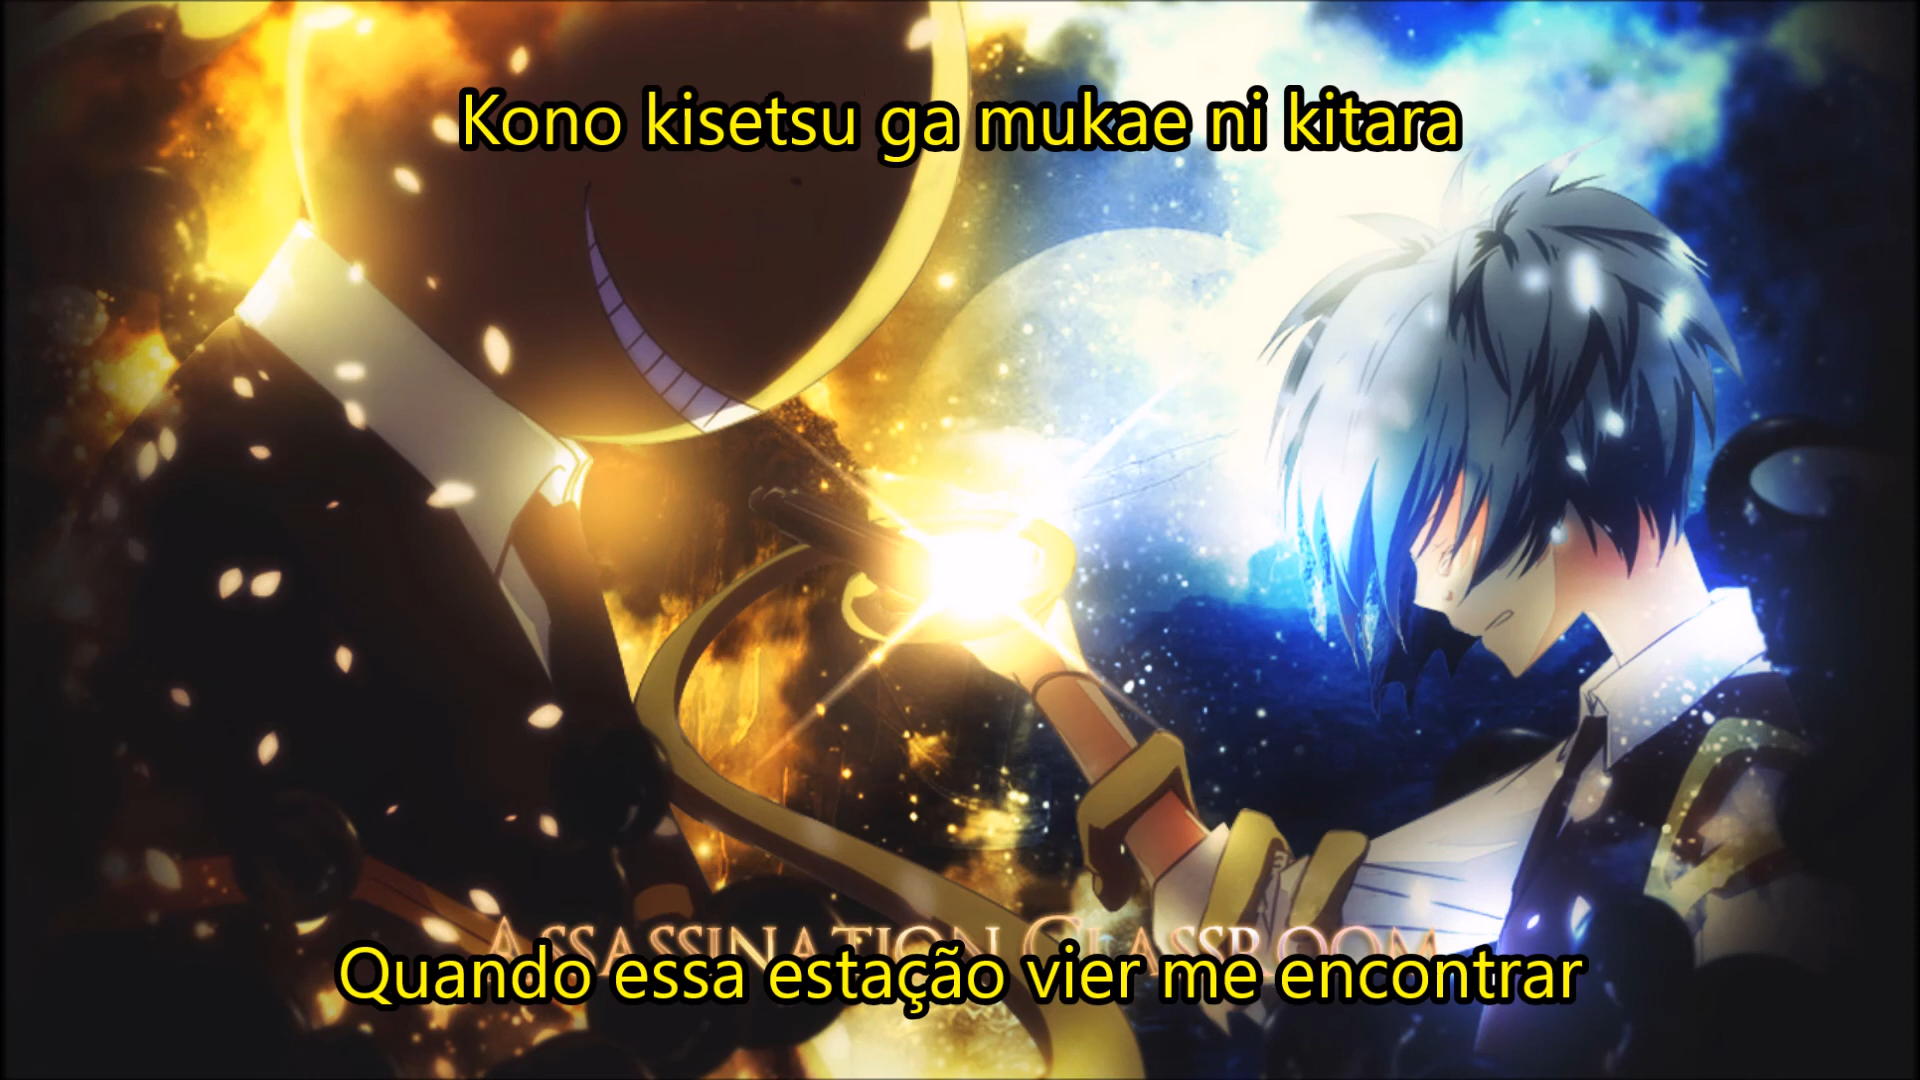 Kono kisetsu ga mukae ni kitara
ASSASSINATION CLASSROOM
Quando essa estação vier me encontrar